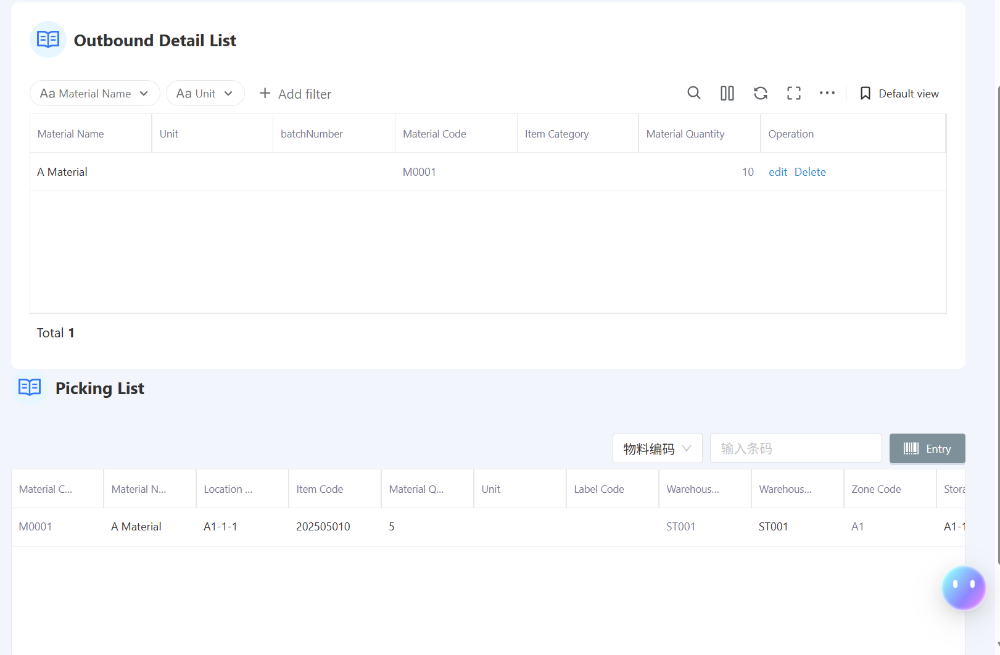 Outbound Detail List
Aa Material Name Aa Unit + Add filter Default view
Material Name Unit batchNumber Material Code Item Category Material Quantity Operation
A Material M0001 10 edit Delete
Total 1
Picking List
物料编码 输入条码 Entry
Material C... Material N... Location ... Item Code Material Q... Unit Label Code Warehous... Warehous... Zone Code Stora
M0001 A Material A1-1-1 202505010 5 ST001 ST001 A1 A1-1